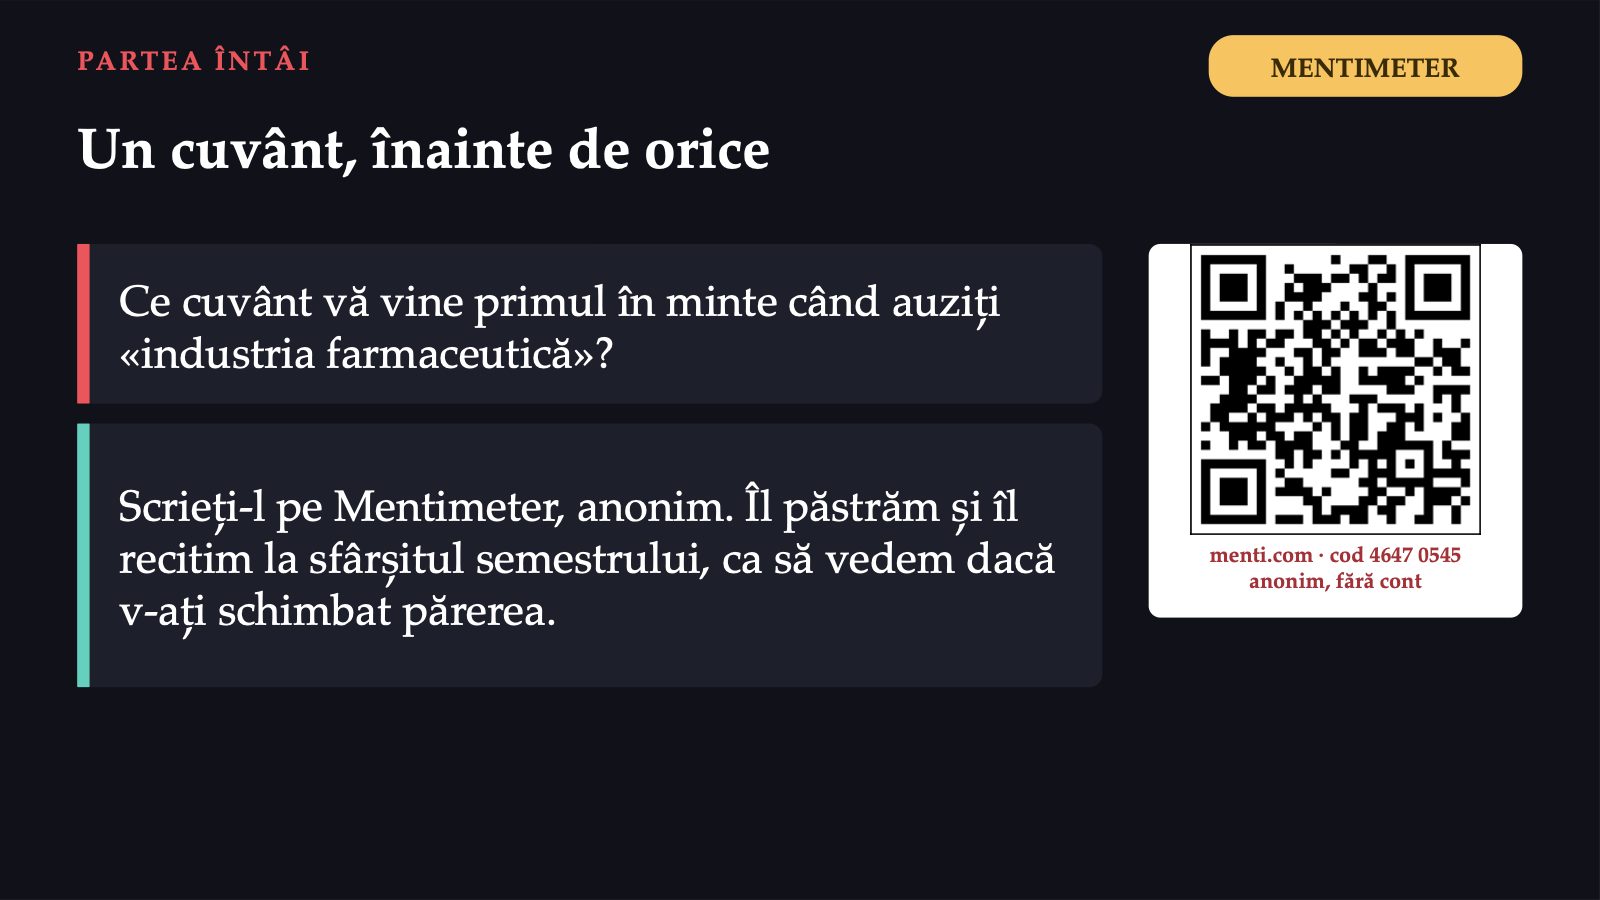 PARTEA ÎNTÂI
MENTIMETER
Un cuvânt, înainte de orice
Ce cuvânt vă vine primul în minte când auziți
«industria farmaceutică»?
Scrieți-l pe Mentimeter, anonim. Îl păstrăm și îl
recitim la sfârșitul semestrului, ca să vedem dacă
v-ați schimbat părerea.
menti.com · cod 4647 0545
anonim, fără cont